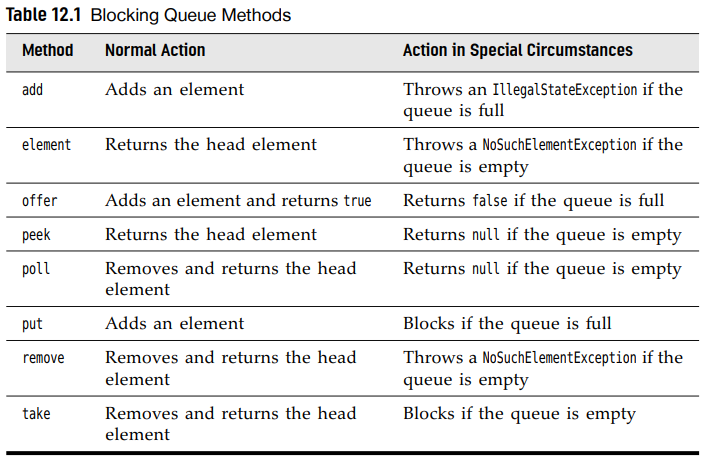 Table 12.1 Blocking Queue Methods
Method Normal Action Action in Special Circumstances
add Adds an element Throws an IllegalStateException if the
queue is full
element Returns the head element Throws a NoSuchElementException if the
queue is empty
offer Adds an element and returns true Returns false if the queue is full
peek Returns the head element Returns null if the queue is empty
poll Removes and returns the head Returns null if the queue is empty
element
put Adds an element Blocks if the queue is full
remove Removes and returns the head Throws a NoSuchElementException if the
element queue is empty
take Removes and returns the head Blocks if the queue is empty
element